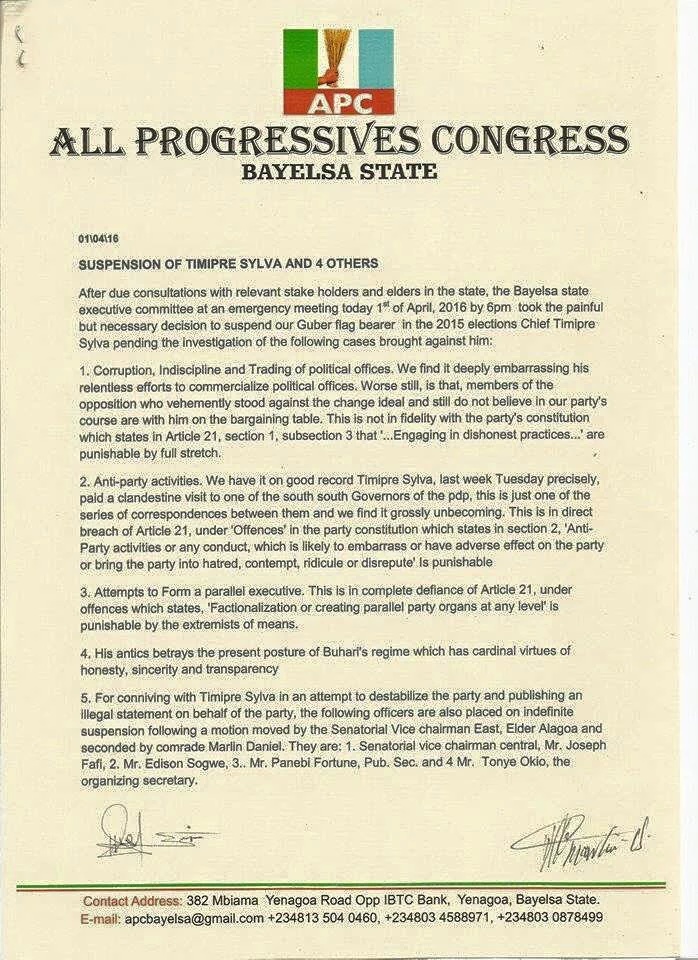 APC
ALL PROGRESSIVES CONGRESS
BAYELSA STATE
01\04\16
SUSPENSION OF TIMIPRE SYLVA AND 4 OTHERS
After due consultations with relevant stake holders and elders in the state, the Bayelsa state
executive committee at an emergency meeting today 1st of April, 2016 by 6pm took the painful
but necessary decision to suspend our Guber flag bearer in the 2015 elections Chief Timipre
Sylva pending the investigation of the following cases brought against him:
1. Corruption, Indiscipline and Trading of political offices. We find it deeply embarrassing his
relentless efforts to commercialize political offices. Worse still, is that, members of the
opposition who vehemently stood against the change ideal and still do not believe in our party's
course are with him on the bargaining table. This is not in fidelity with the party's constitution
which states in Article 21, section 1, subsection 3 that '...Engaging in dishonest practices...' are
punishable by full stretch.
2. Anti-party activities. We have it on good record Timipre Sylva, last week Tuesday precisely,
paid a clandestine visit to one of the south south Governors of the pdp, this is just one of the
series of correspondences between them and we find it grossly unbecoming. This is in direct
breach of Article 21, under 'Offences' in the party constitution which states in section 2, 'Anti-
Party activities or any conduct, which is likely to embarrass or have adverse effect on the party
or bring the party into hatred, contempt, ridicule or disrepute' Is punishable
3. Attempts to Form a parallel executive. This is in complete defiance of Article 21, under
offences which states, 'Factionalization or creating parallel party organs at any level' is
punishable by the extremists of means.
4. His antics betrays the present posture of Buhari's regime which has cardinal virtues of
honesty, sincerity and transparency
5. For conniving with Timipre Sylva in an attempt to destabilize the party and publishing an
illegal statement on behalf of the party, the following officers are also placed on indefinite
suspension following a motion moved by the Senatorial Vice chairman East, Elder Alagoa and
seconded by comrade Marlin Daniel. They are: 1. Senatorial vice chairman central, Mr. Joseph
Fafi, 2. Mr. Edison Sogwe, 3.. Mr. Panebi Fortune, Pub. Sec. and 4 Mr. Tonye Okio, the
organizing secretary.
Contact Address: 382 Mbiama Yenagoa Road Opp IBTC Bank, Yenagoa, Bayelsa State.
E-mail: apcbayelsa@gmail.com +234813 504 0460, +234803 4588971, +234803 0878499